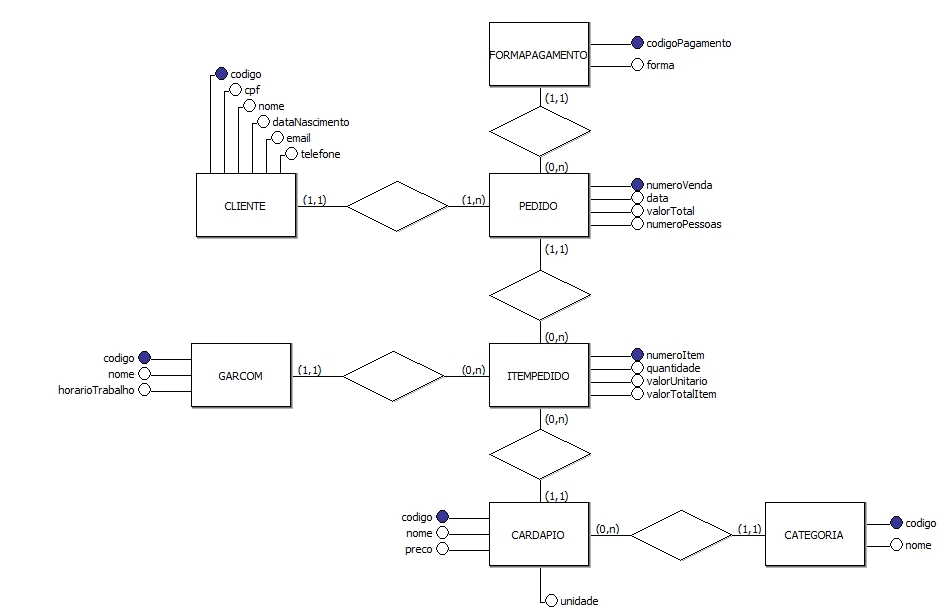 FORMAPAGAMENTO
codigoPagamento
forma
(1,1)
(0,n)
codigo
cpf
nome
dataNascimento
email
telefone
CLIENTE
(1,1)
(1,n)
PEDIDO
numeroVenda
data
valorTotal
numeroPessoas
(1,1)
(0,n)
codigo
nome
horarioTrabalho
GARCOM
(1,1)
(0,n)
ITEMPEDIDO
numeroItem
quantidade
valorUnitario
valorTotalItem
(0,n)
(1,1)
codigo
nome
preco
CARDAPIO
(0,n)
(1,1)
CATEGORIA
codigo
nome
unidade